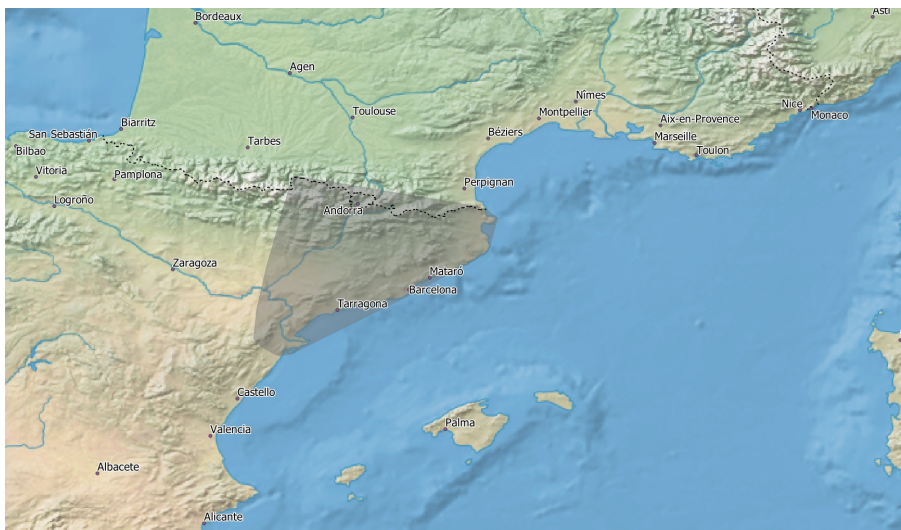 Asti
Bordeaux
Agen
Nîmes
Nice
Toulouse
Montpellier
Monaco
Aix-en-Provence
Biarritz
San Sebastián
Béziers
Marseille
Tarbes
Bilbao
Toulon
Vitoria
Pamplona
Perpignan
Logroño
Andorra
Zaragoza
Mataró
Barcelona
Tarragona
Castello
Palma
Valencia
Albacete
Alicante